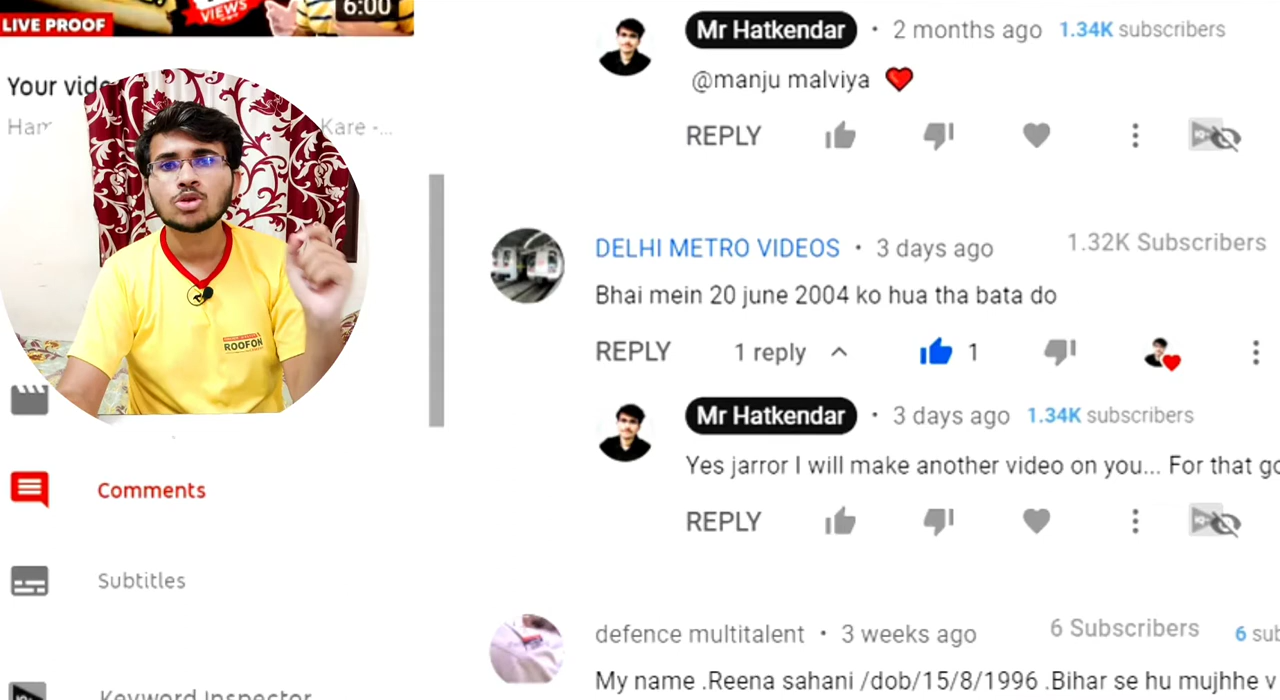 6:00
VIEWS
LIVE PROOF
Your vide
Ham
Kare -...
ROOFON
Comments
Subtitles
Keyword Inspector
Mr Hatkendar • 2 months ago 1.34K subscribers
@manju malviya ❤
REPLY
DELHI METRO VIDEOS • 3 days ago 1.32K Subscribers
Bhai mein 20 june 2004 ko hua tha bata do
REPLY 1 reply 1
Mr Hatkendar • 3 days ago 1.34K subscribers
Yes jarror I will make another video on you... For that go
REPLY
defence multitalent • 3 weeks ago 6 Subscribers 6 sub
My name .Reena sahani /dob/15/8/1996 .Bihar se hu mujhhe v